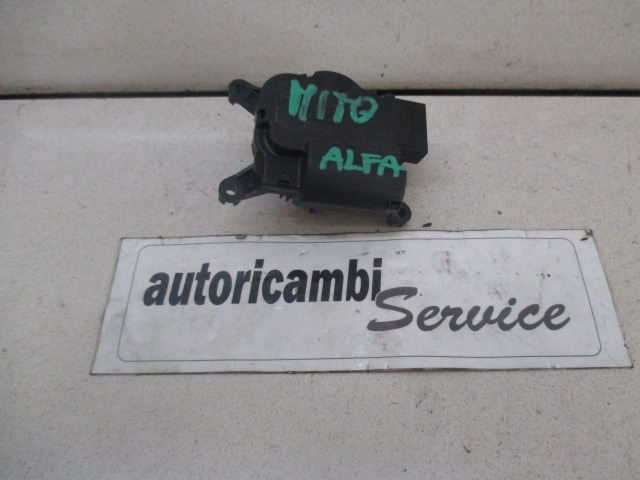 MITO
ALFA
autoricambi
Service